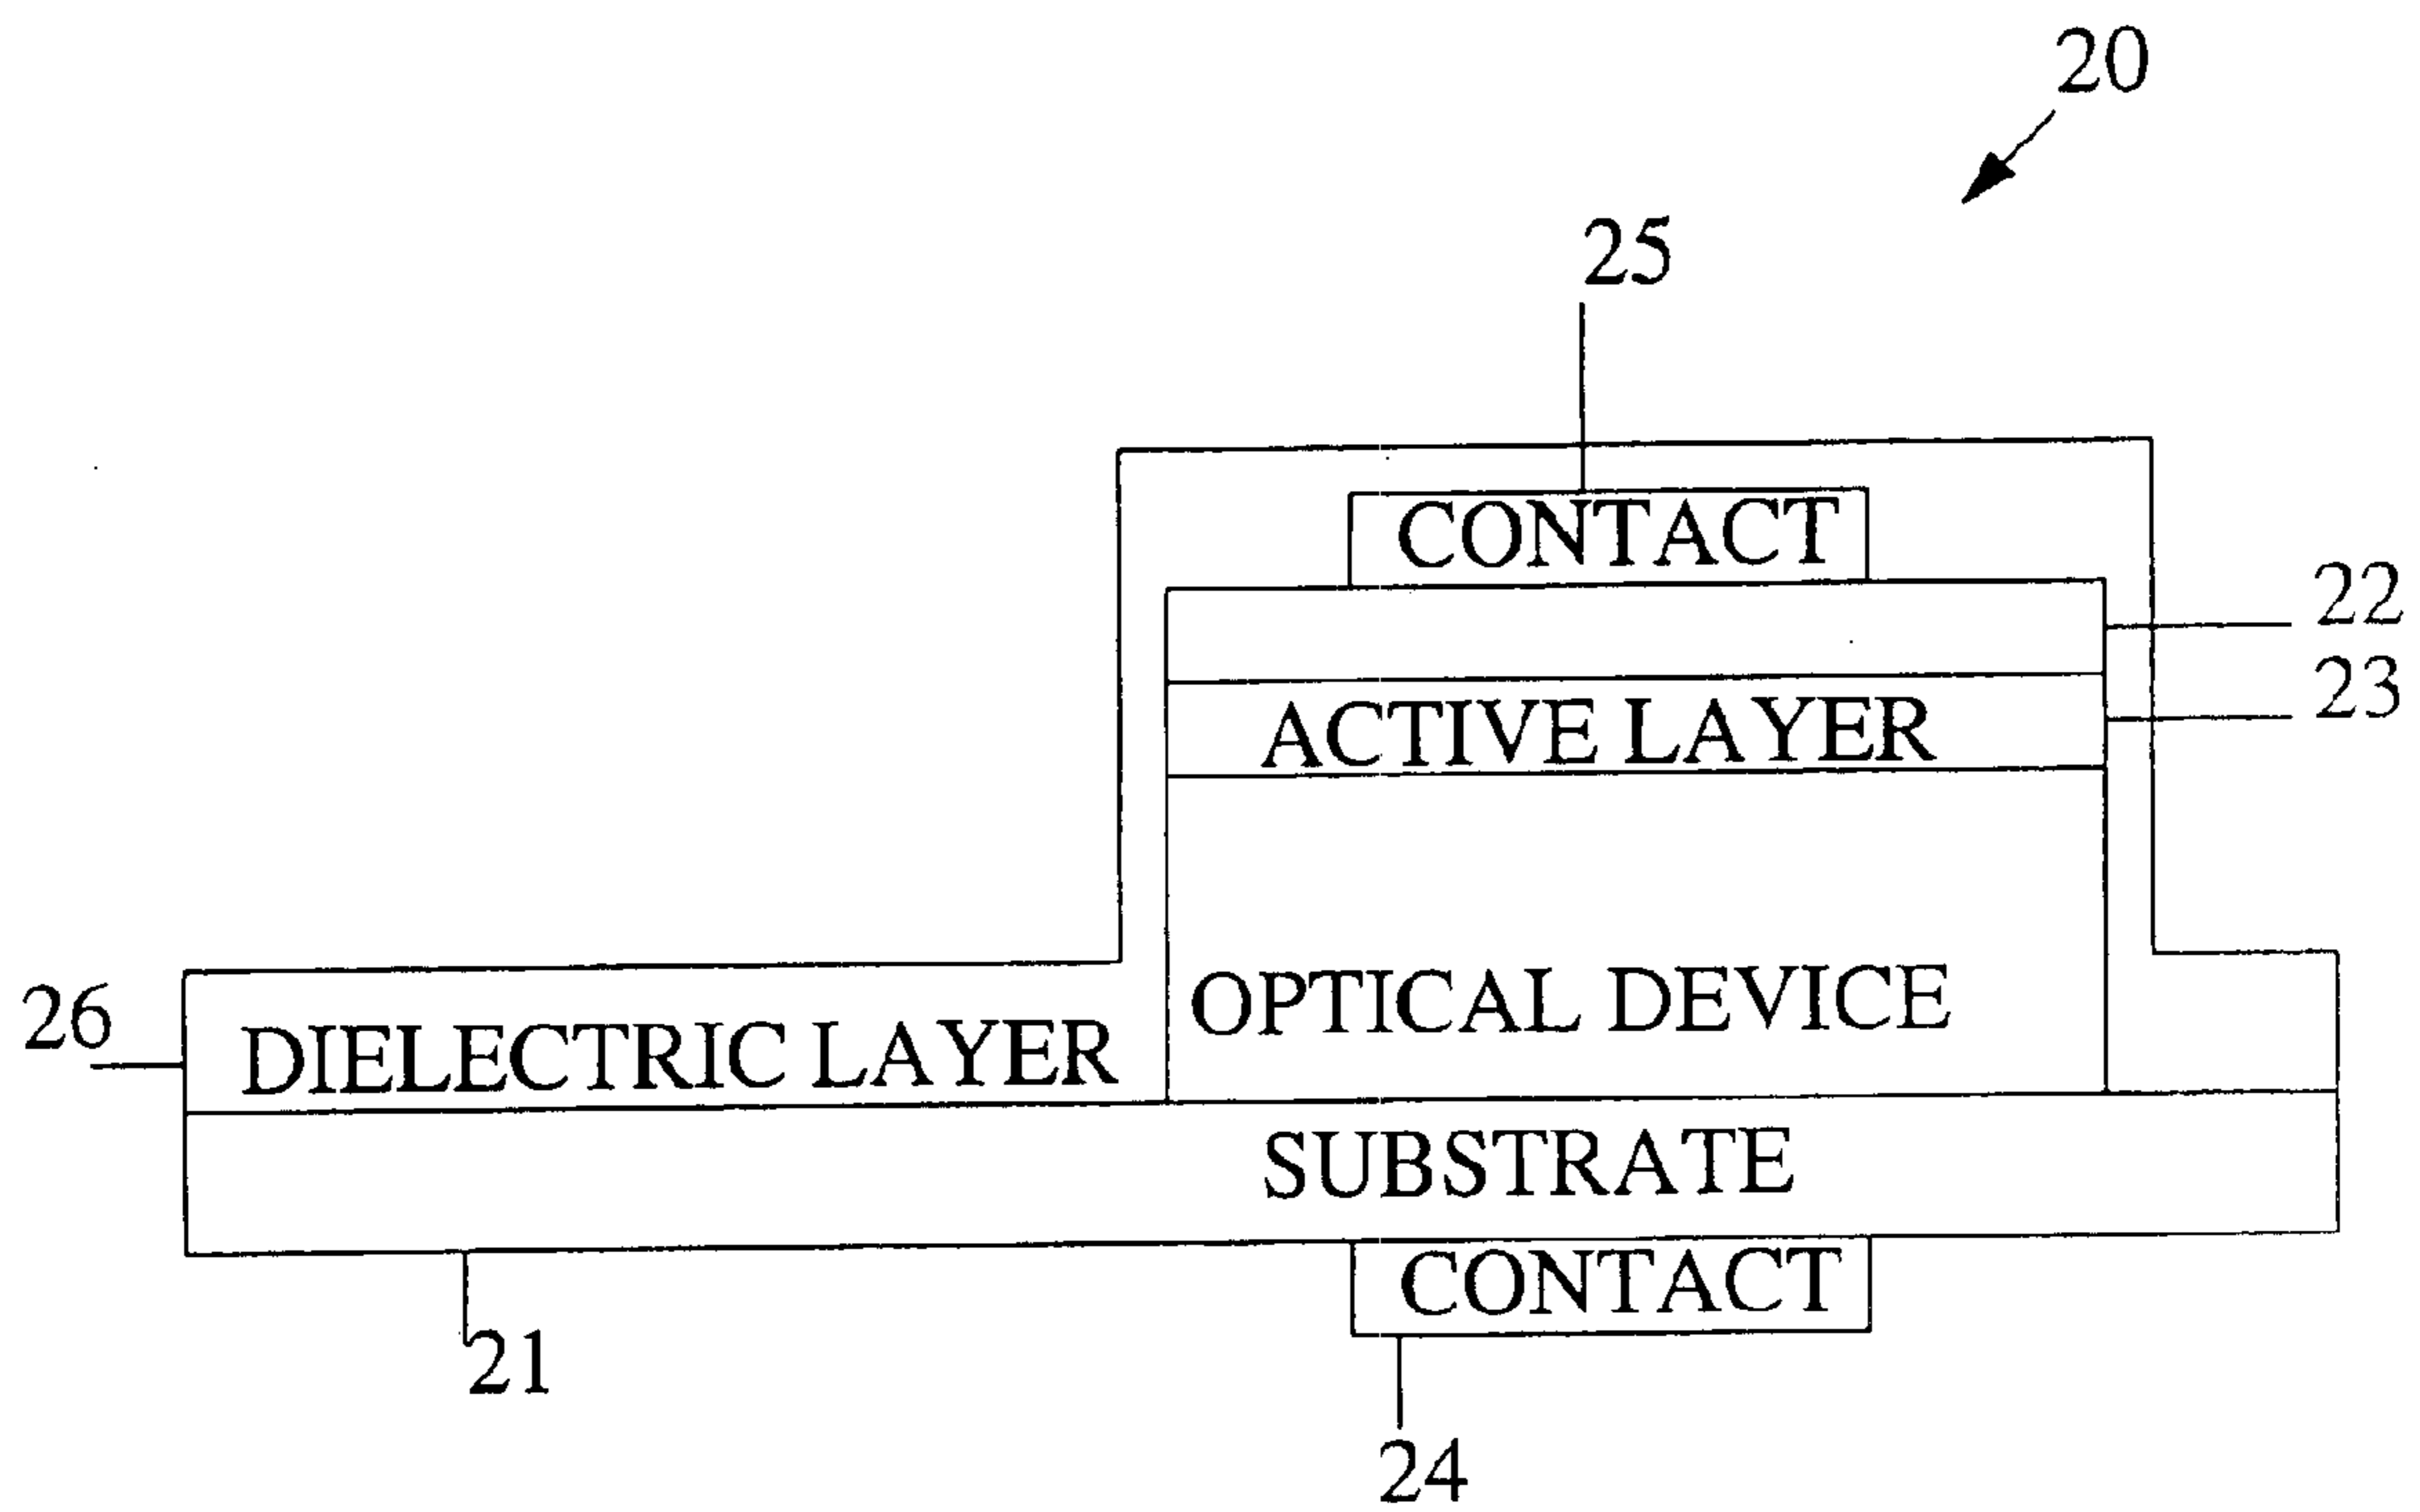 20
25
CONTACT
22
23
ACTIVE LAYER
OPTICAL DEVICE
26
DIELECTRIC LAYER
SUBSTRATE
CONTACT
21
24